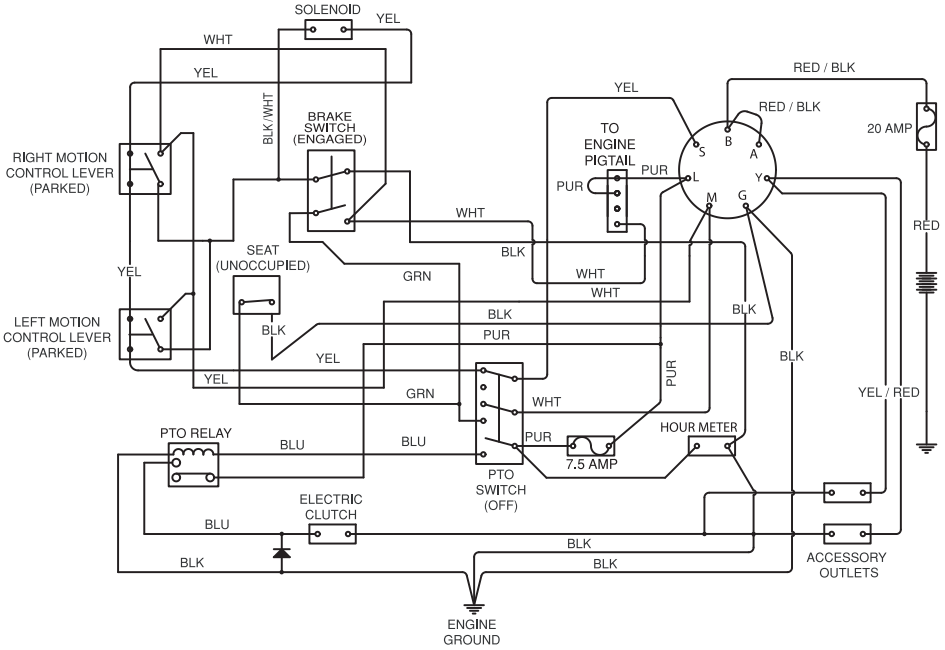 SOLENOID
YEL
WHT
YEL
BLK/WHT
BRAKE
SWITCH
(ENGAGED)
RIGHT MOTION
CONTROL LEVER
(PARKED)
TO
ENGINE
PIGTAIL
PUR
PUR
YEL
RED / BLK
RED / BLK
20 AMP
S
B
A
L
Y
M
G
WHT
BLK
RED
SEAT
(UNOCCUPIED)
GRN
WHT
WHT
YEL
BLK
BLK
BLK
LEFT MOTION
CONTROL LEVER
(PARKED)
PUR
YEL
BLK
PUR
YEL
GRN
WHT
YEL / RED
PTO RELAY
BLU
BLU
PUR
7.5 AMP
HOUR METER
PTO
SWITCH
(OFF)
ELECTRIC
CLUTCH
BLU
BLK
BLK
BLK
ACCESSORY
OUTLETS
ENGINE
GROUND